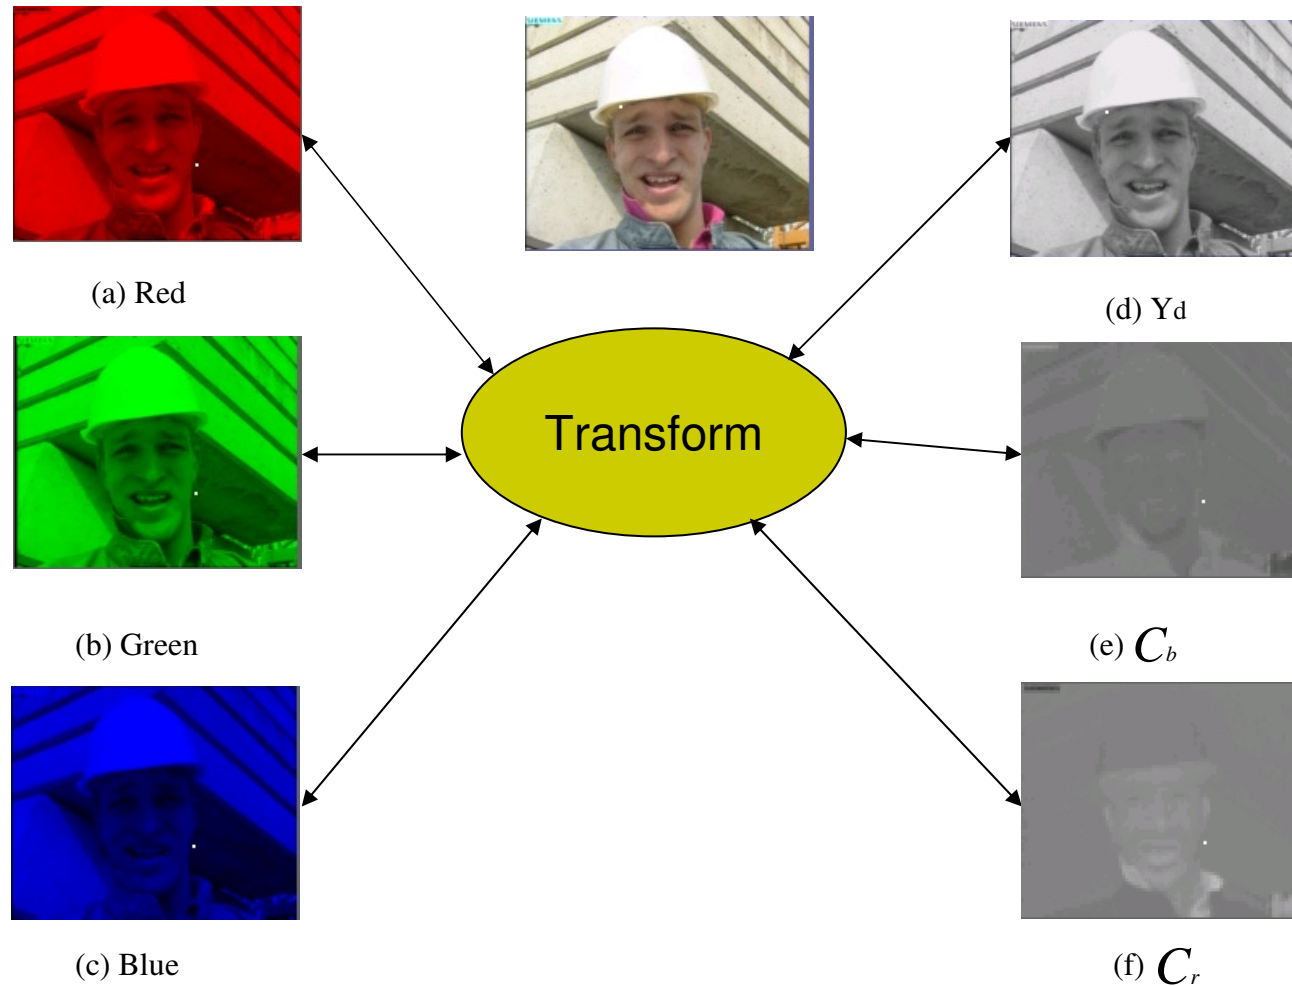 (a) Red
(d) Yd
Transform
(b) Green
(e) Cb
(c) Blue
(f) Cr